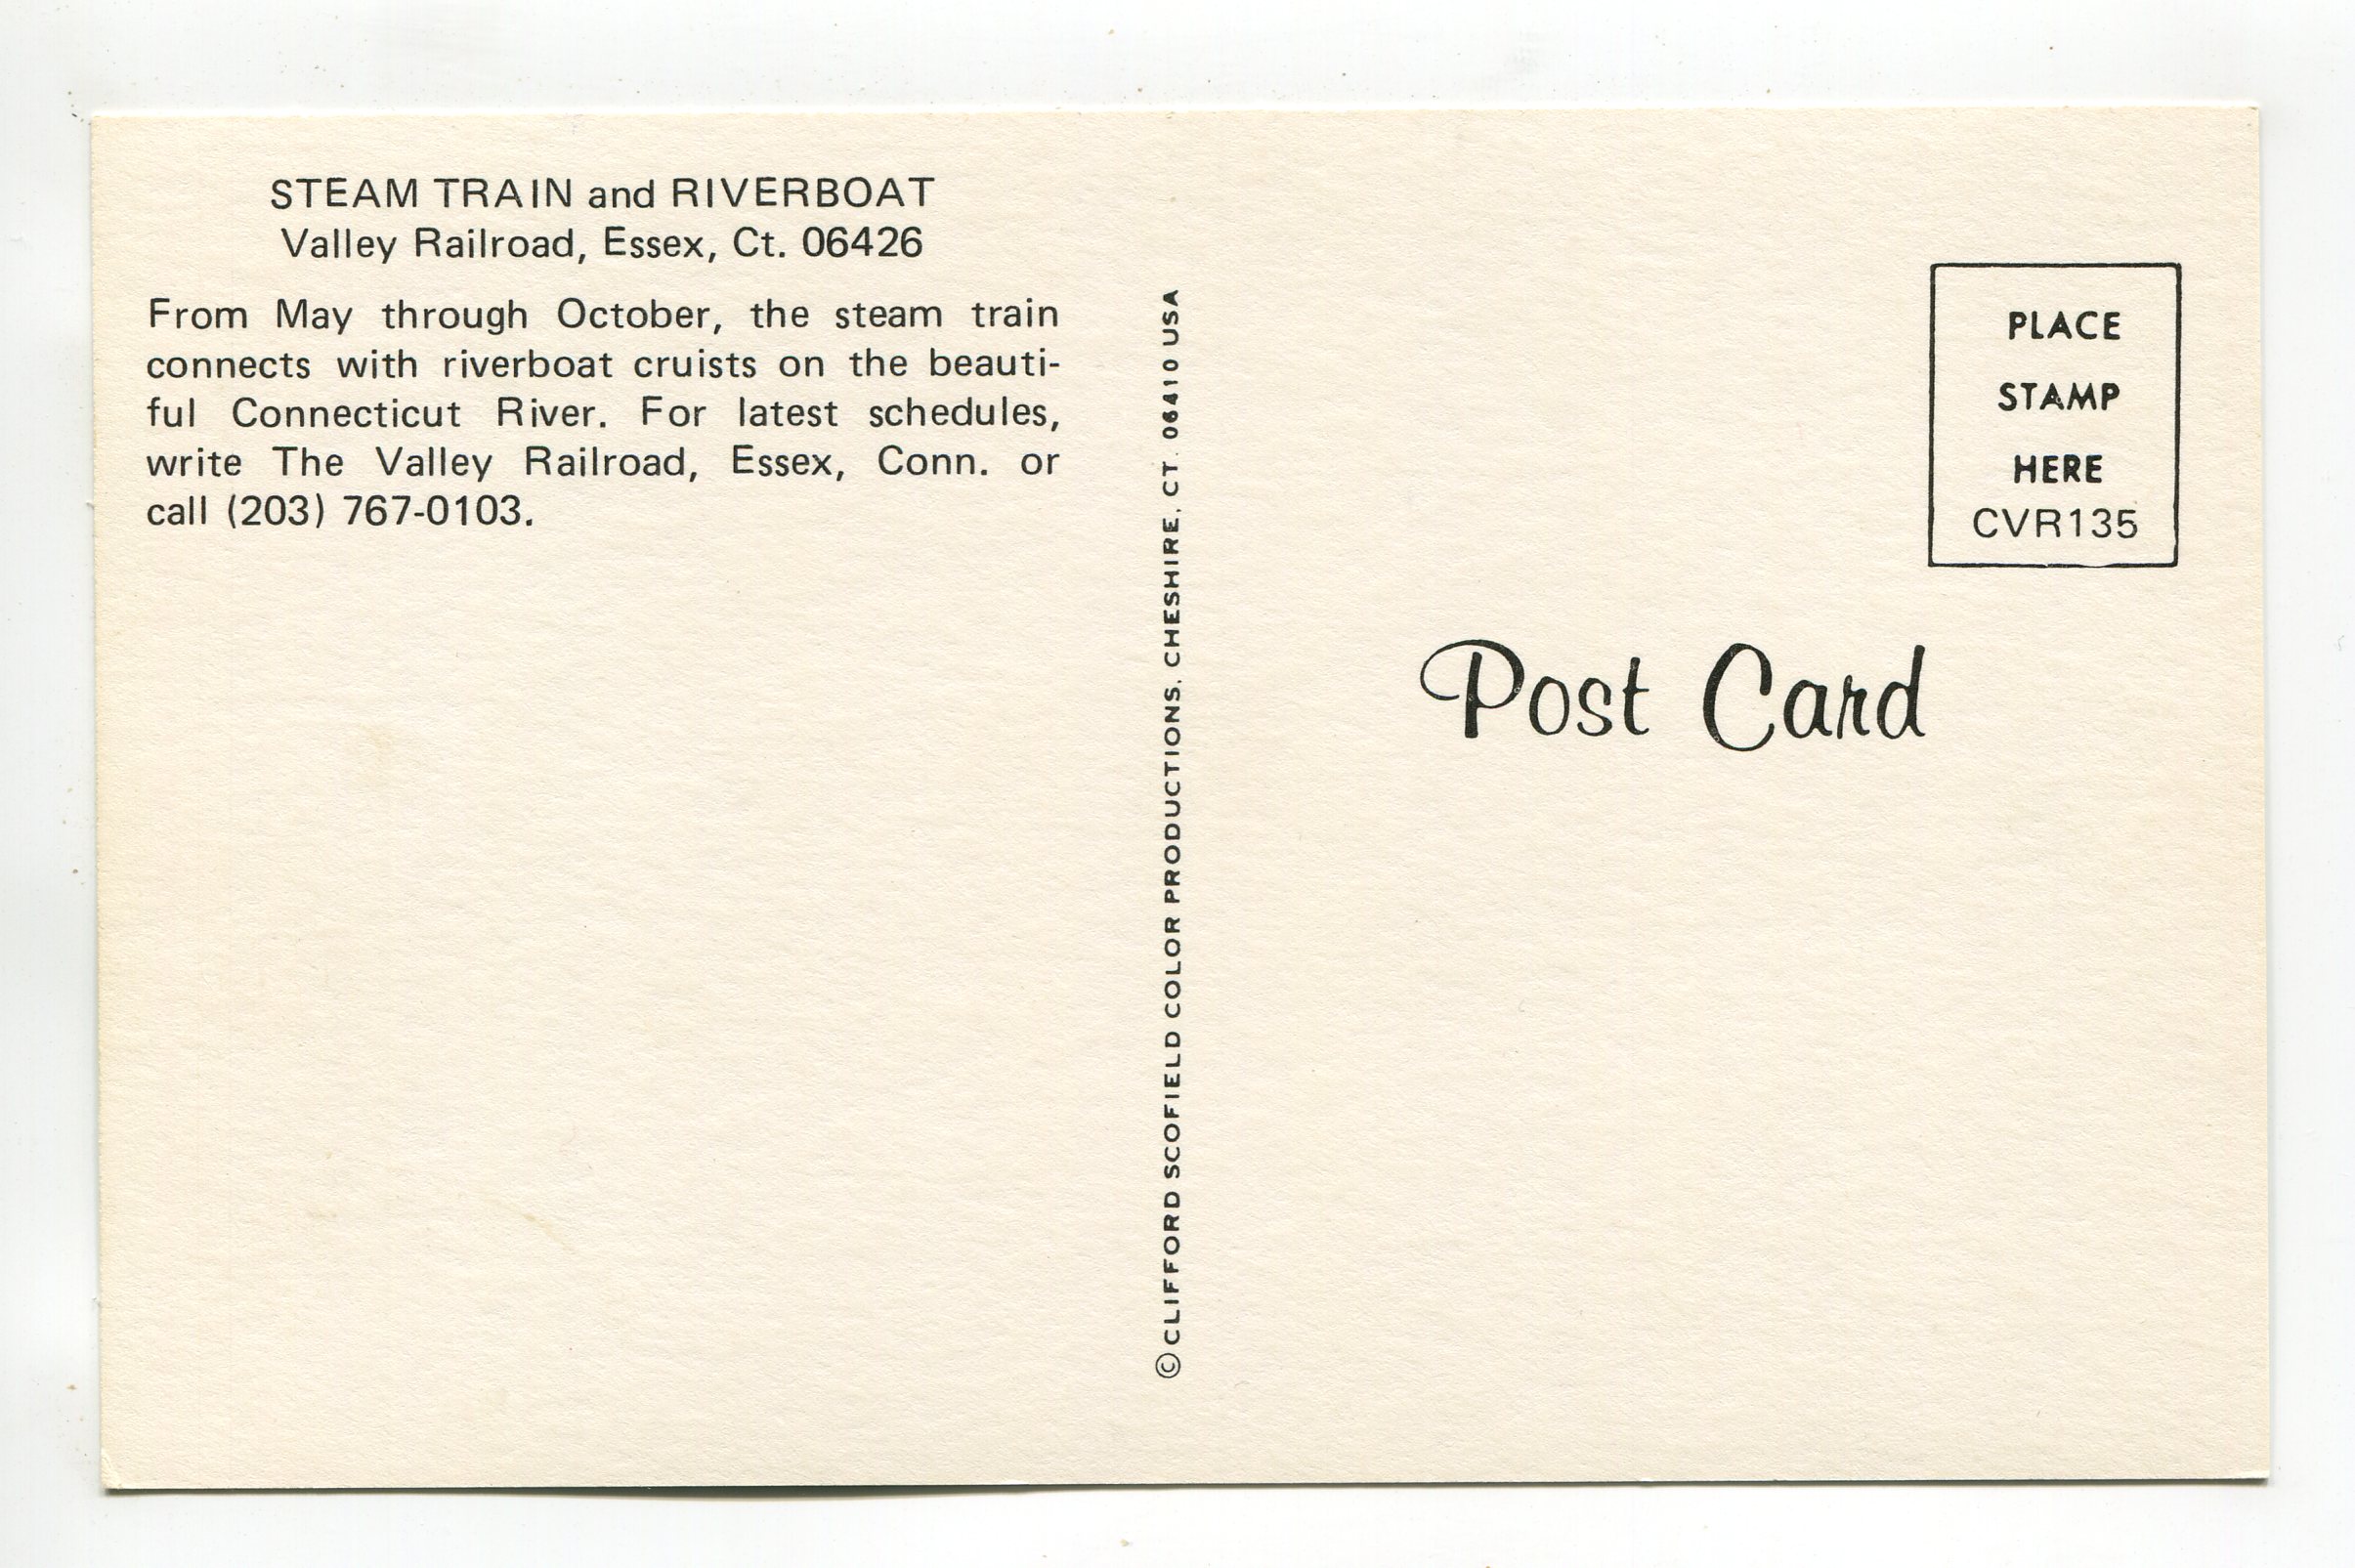 STEAM TRAIN and RIVERBOAT
Valley Railroad, Essex, Ct. 06426
From May through October, the steam train
connects with riverboat cruists on the beauti-
ful Connecticut River. For latest schedules,
write The Valley Railroad, Essex, Conn. or
call (203) 767-0103.
© CLIFFORD SCOFIELD COLOR PRODUCTIONS, CHESHIRE, CT. 06410 USA
PLACE
STAMP
HERE
CVR135
Post Card